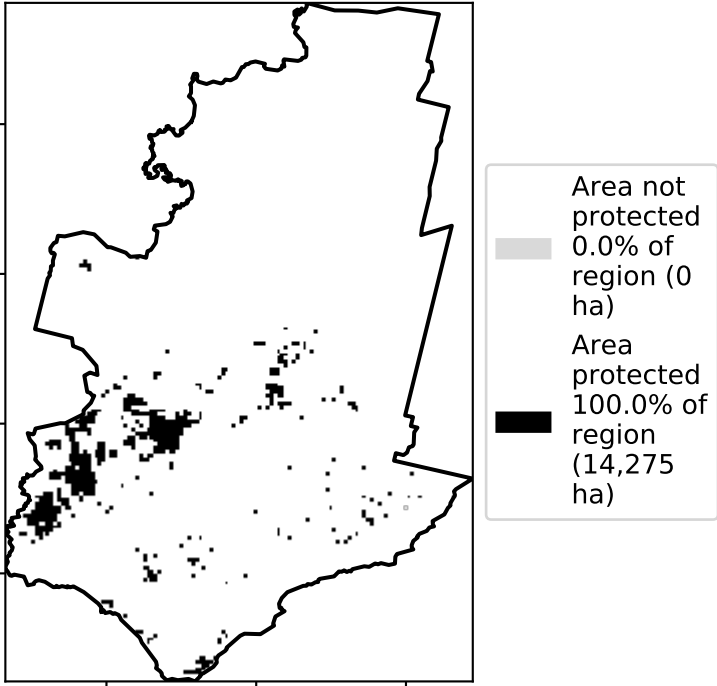 Area not
protected
0.0% of
region (0
ha)
Area
protected
100.0% of
region
(14,275
ha)